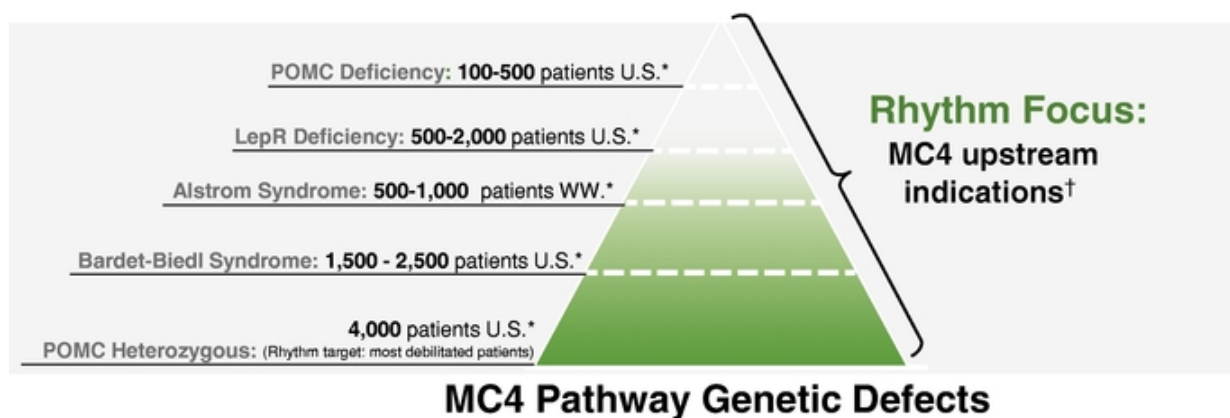 POMC Deficiency: 100-500 patients U.S.*
LepR Deficiency: 500-2,000 patients U.S.*
Alstrom Syndrome: 500-1,000 patients WW.*
Bardet-Biedl Syndrome: 1,500 - 2,500 patients U.S.*
4,000 patients U.S.*
POMC Heterozygous: (Rhythm target: most debilitated patients)
Rhythm Focus:
MC4 upstream
indications†
MC4 Pathway Genetic Defects